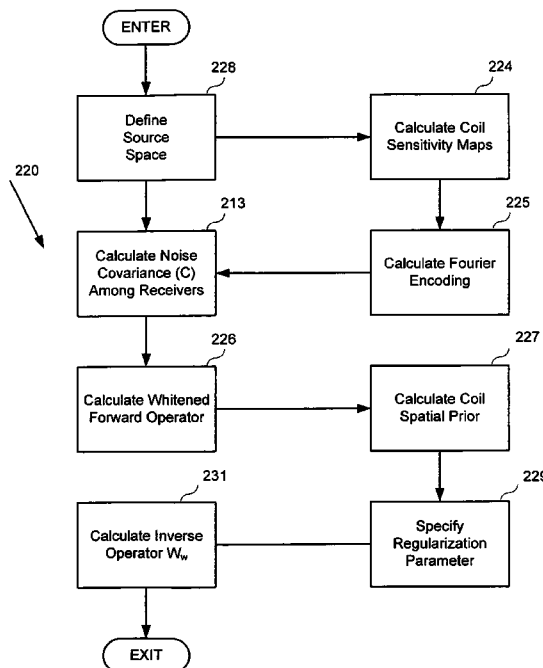 ENTER
228
Define
Source
Space
224
Calculate Coil
Sensitivity Maps
220
213
Calculate Noise
Covariance (C)
Among Receivers
225
Calculate Fourier
Encoding
226
Calculate Whitened
Forward Operator
227
Calculate Coil
Spatial Prior
231
Calculate Inverse
Operator Ww
229
Specify
Regularization
Parameter
EXIT